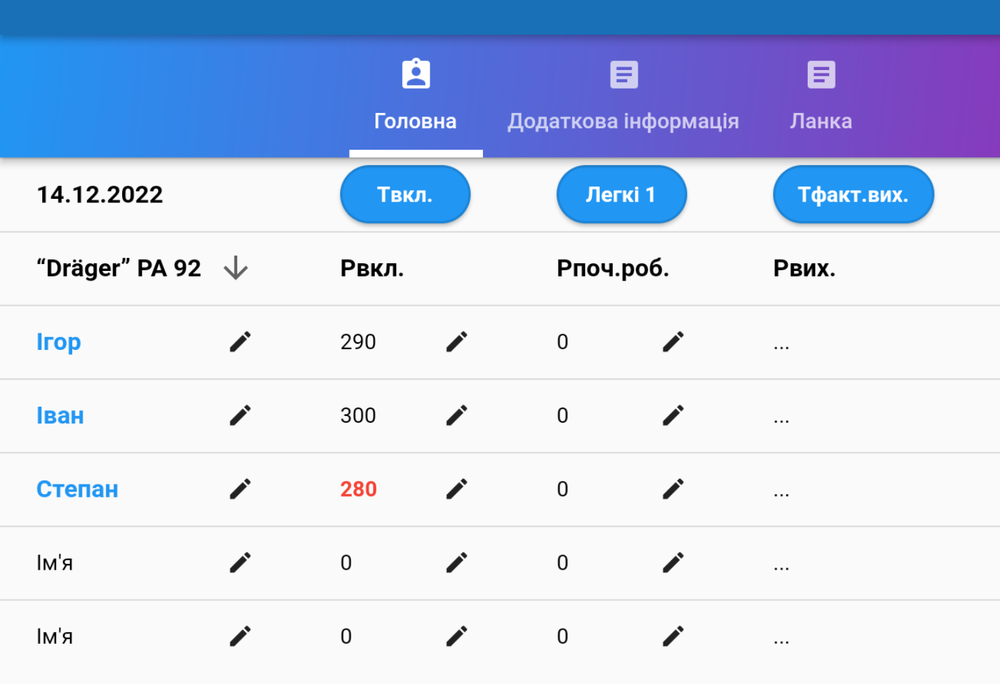 Головна Додаткова інформація Ланка
14.12.2022 Твкл. Легкі 1 Тфакт.вих.
“Dräger” PA 92 Рвкл. Рпоч.роб. Рвих.
Ігор 290 0 ...
Іван 300 0 ...
Степан 280 0 ...
Ім'я 0 0 ...
Ім'я 0 0 ...